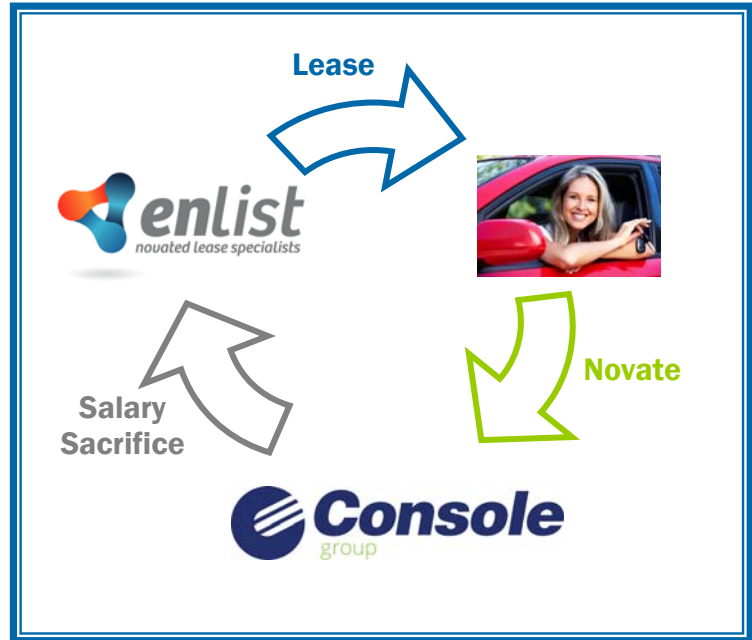 Lease
enlist
novated lease specialists
Novate
Salary
Sacrifice
Console
group